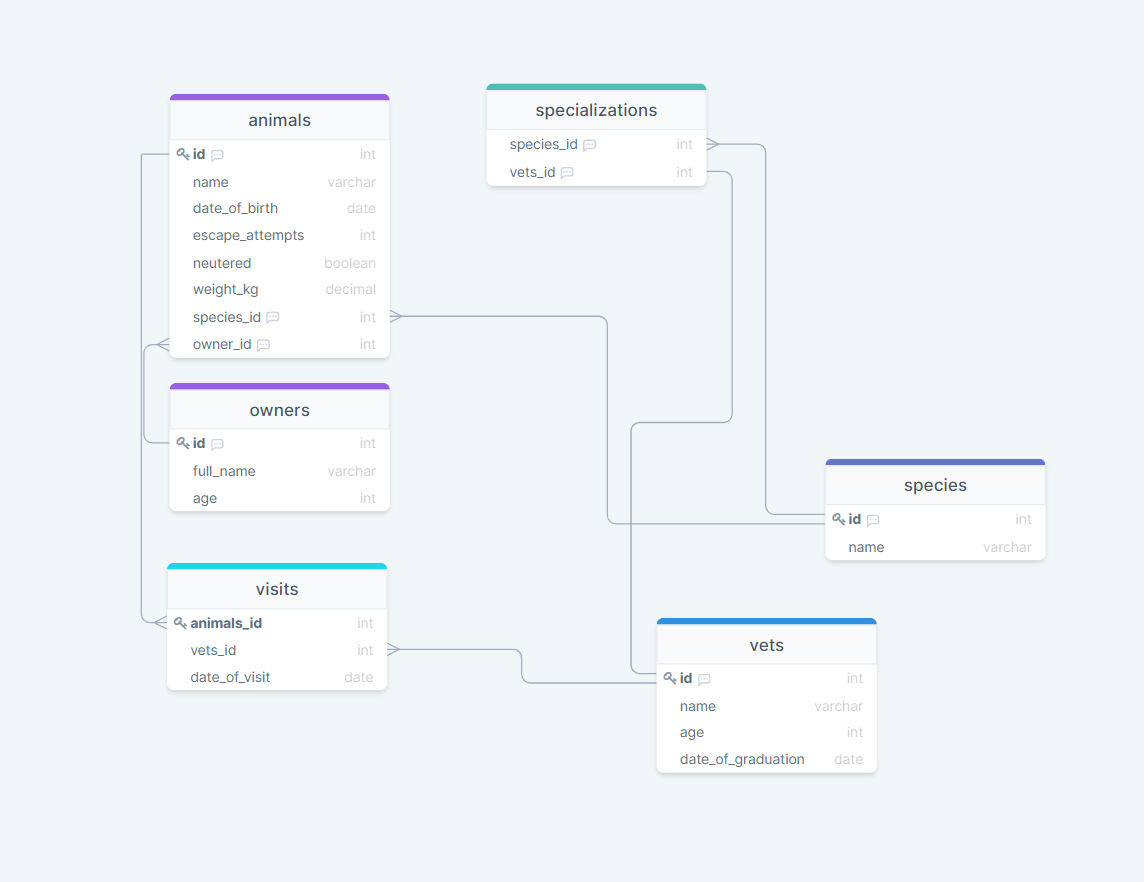 animals
id int
name varchar
date_of_birth date
escape_attempts int
neutered boolean
weight_kg decimal
species_id int
owner_id int
specializations
species_id int
vets_id int
owners
id int
full_name varchar
age int
species
id int
name varchar
visits
animals_id int
vets_id int
date_of_visit date
vets
id int
name varchar
age int
date_of_graduation date